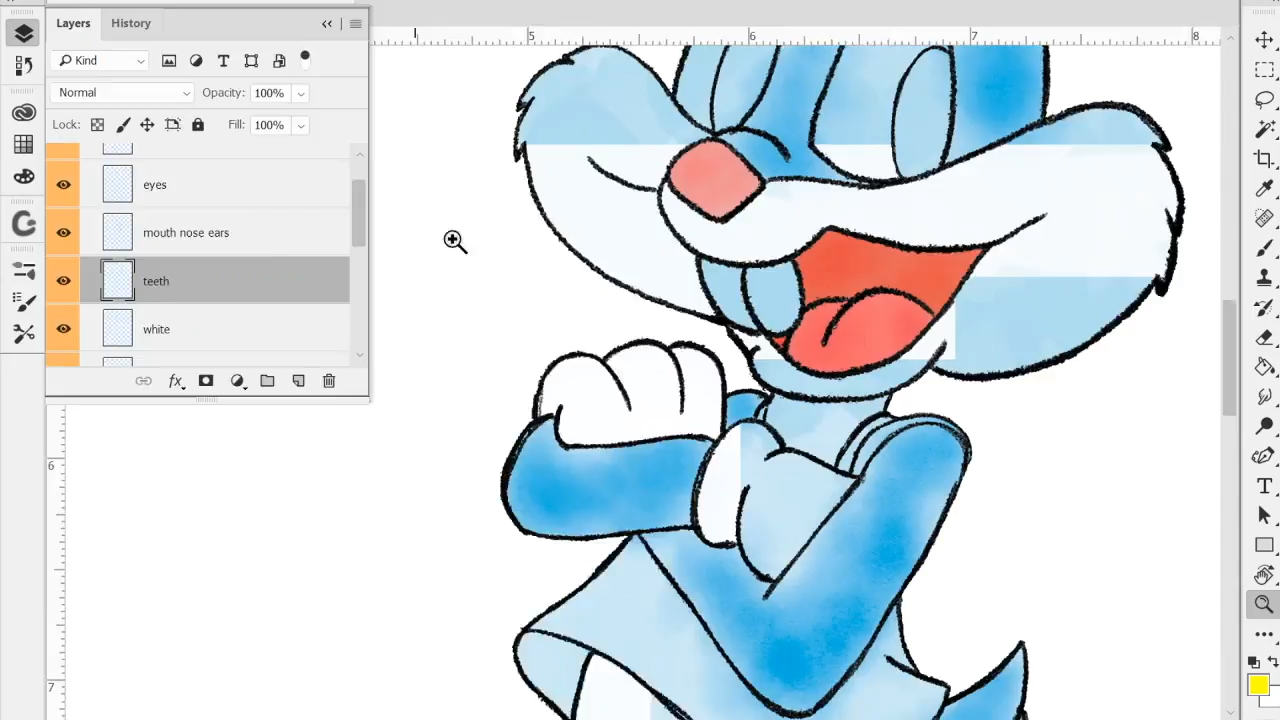 Layers History
Kind
Normal Opacity: 100%
Lock: Fill: 100%
eyes
mouth nose ears
teeth
white
fx
5 6 7 8
6
7